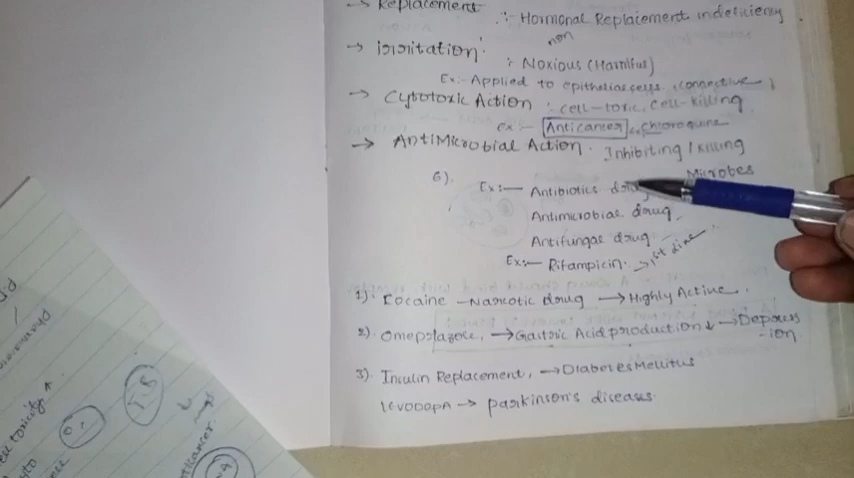 → Replacement
∴ Hormonal Replacement in deficiency.
→ irritation:
non
: Noxious (Harmful)
Ex:- Applied to epithelial cells, connective
→ Cytotoxic Action : cell-toxic, cell-killing
ex:- Anticancer, Chloroquine
→ AntiMicrobial Action. Inhibiting / killing
Microbes
6).
Ex:- Antibiotics drug
Antimicrobial drug.
Antifungal drug
Ex:- Rifampicin. → 1st line
1). Cocaine - Narcotic drug → Highly Active.
2). Omeprazole, → Gastric Acid production ↓ → Depress
-ion
3). Insulin Replacement, → Diabetes Mellitus
levoDOPA → parkinson's diseases.
toxicity ↑
T.B